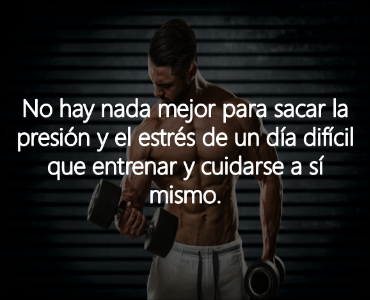 No hay nada mejor para sacar la
presión y el estrés de un día difícil
que entrenar y cuidarse a sí
mismo.